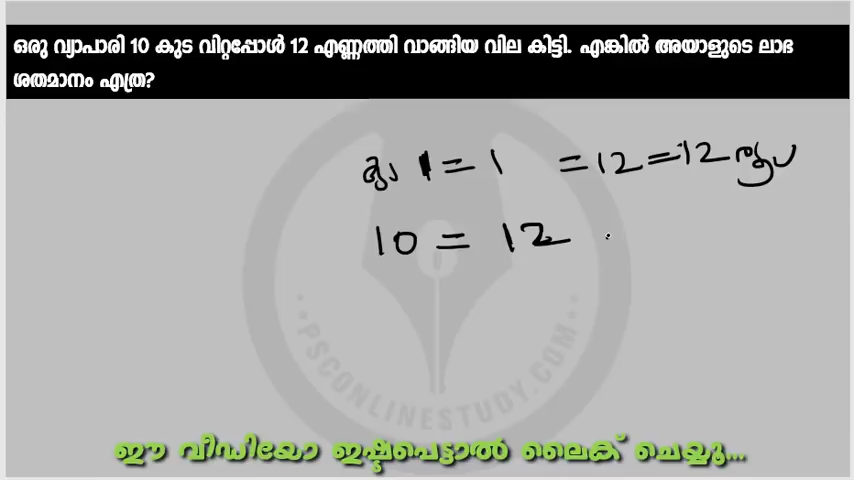 ഒരു വ്യാപാരി 10 കുട വിറ്റപ്പോൾ 12 എണ്ണത്തി വാങ്ങിയ വില കിട്ടി. എങ്കിൽ അയാളുടെ ലാഭ
ശതമാനം എത്ര?
1 = 1 = 12 = 12 രൂപ
10 = 12
PSCONLINESTUDY.COM
ഈ വീഡിയോ ഇഷ്ടപെട്ടാൽ ലൈക് ചെയ്യൂ...